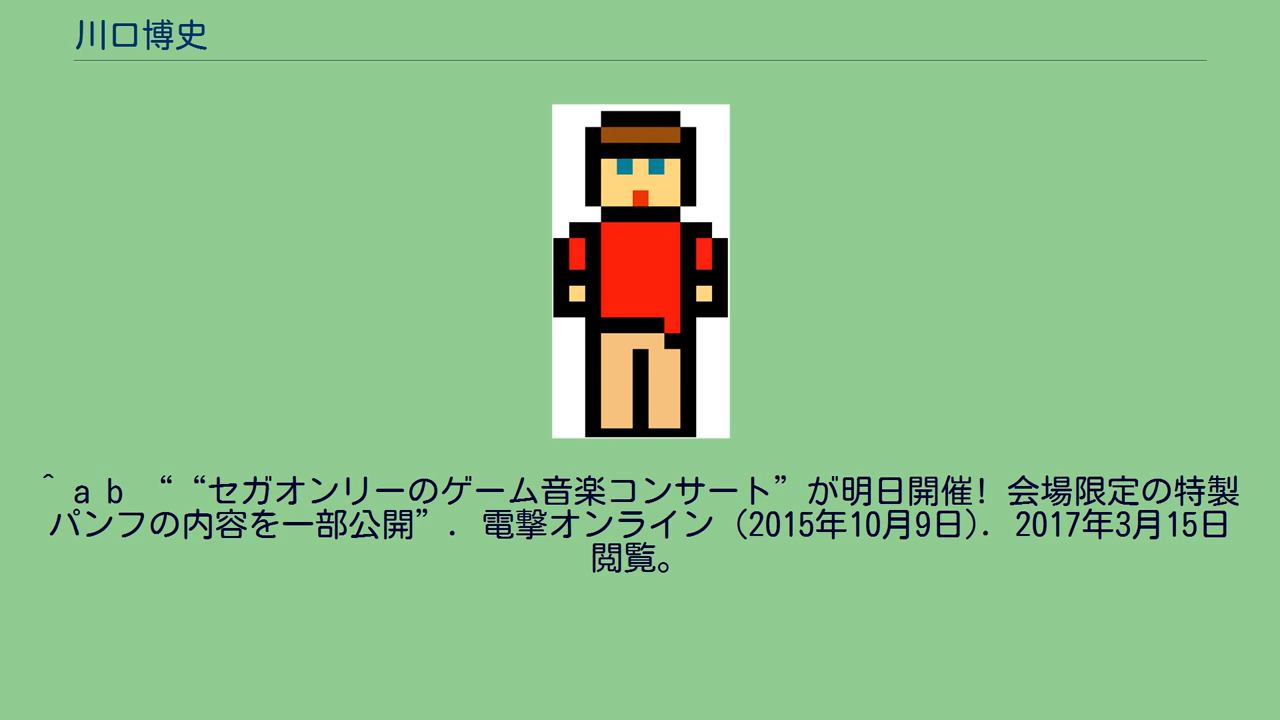 川口博史
^ a b “ “セガオンリーのゲーム音楽コンサート” が明日開催! 会場限定の特製
パンフの内容を一部公開”. 電撃オンライン (2015年10月9日). 2017年3月15日
閲覧。